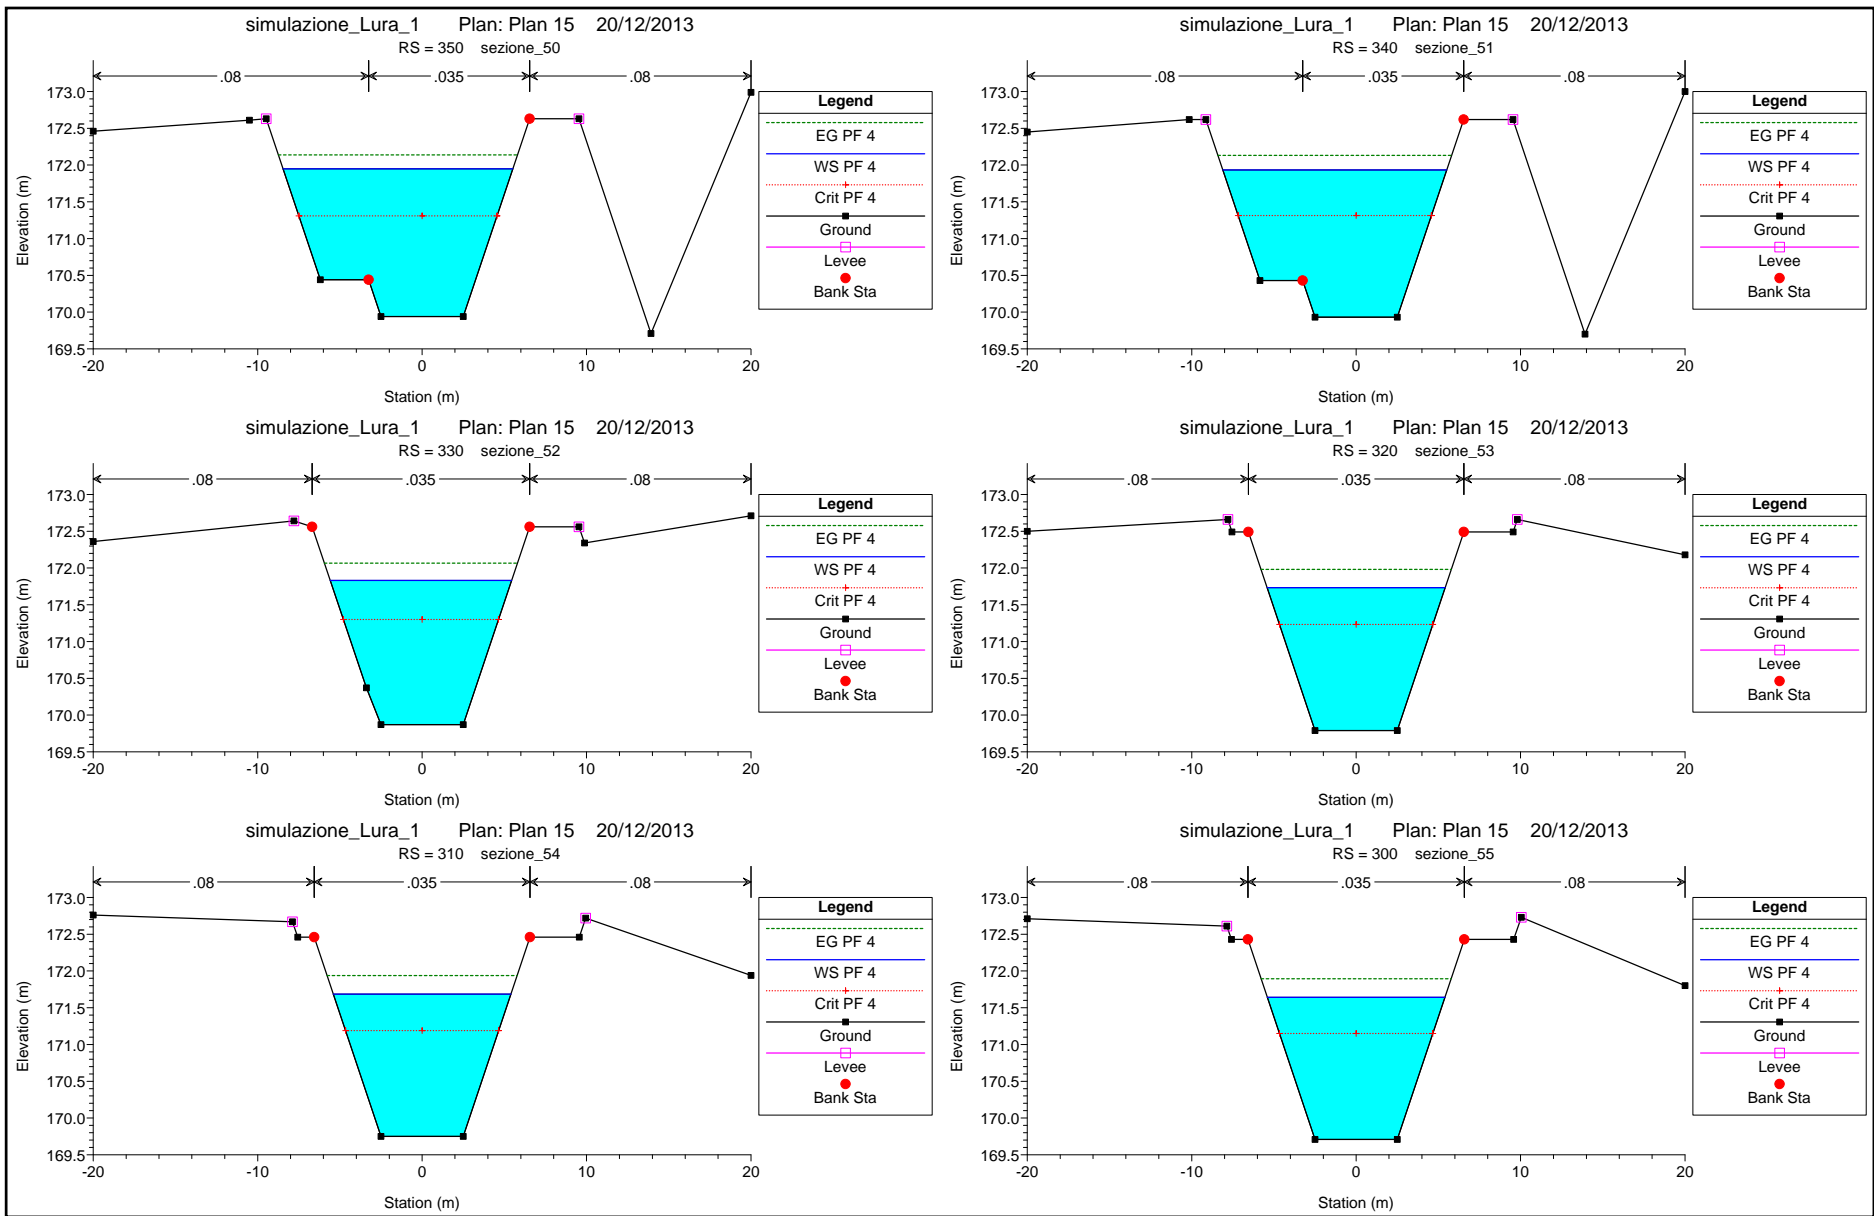 simulazione_Lura_1 Plan: Plan 15 20/12/2013
RS = 350 sezione_50
.08 .035 .08
173.0
172.5
172.0
171.5
171.0
170.5
170.0
169.5
-20 -10 0 10 20
Station (m)
Elevation (m)
Legend
EG PF 4
WS PF 4
Crit PF 4
Ground
Levee
Bank Sta
simulazione_Lura_1 Plan: Plan 15 20/12/2013
RS = 340 sezione_51
.08 .035 .08
173.0
172.5
172.0
171.5
171.0
170.5
170.0
169.5
-20 -10 0 10 20
Station (m)
Elevation (m)
Legend
EG PF 4
WS PF 4
Crit PF 4
Ground
Levee
Bank Sta
simulazione_Lura_1 Plan: Plan 15 20/12/2013
RS = 330 sezione_52
.08 .035 .08
173.0
172.5
172.0
171.5
171.0
170.5
170.0
169.5
-20 -10 0 10 20
Station (m)
Elevation (m)
Legend
EG PF 4
WS PF 4
Crit PF 4
Ground
Levee
Bank Sta
simulazione_Lura_1 Plan: Plan 15 20/12/2013
RS = 320 sezione_53
.08 .035 .08
173.0
172.5
172.0
171.5
171.0
170.5
170.0
169.5
-20 -10 0 10 20
Station (m)
Elevation (m)
Legend
EG PF 4
WS PF 4
Crit PF 4
Ground
Levee
Bank Sta
simulazione_Lura_1 Plan: Plan 15 20/12/2013
RS = 310 sezione_54
.08 .035 .08
173.0
172.5
172.0
171.5
171.0
170.5
170.0
169.5
-20 -10 0 10 20
Station (m)
Elevation (m)
Legend
EG PF 4
WS PF 4
Crit PF 4
Ground
Levee
Bank Sta
simulazione_Lura_1 Plan: Plan 15 20/12/2013
RS = 300 sezione_55
.08 .035 .08
173.0
172.5
172.0
171.5
171.0
170.5
170.0
169.5
-20 -10 0 10 20
Station (m)
Elevation (m)
Legend
EG PF 4
WS PF 4
Crit PF 4
Ground
Levee
Bank Sta